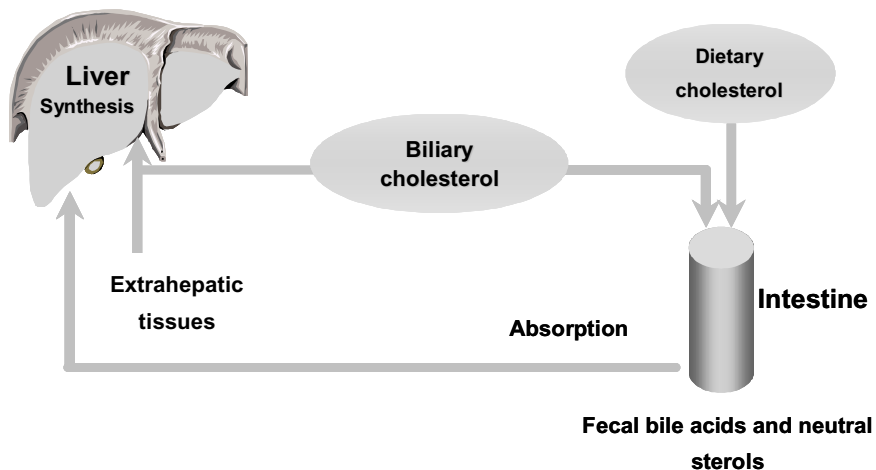 Liver
Synthesis
Dietary
cholesterol
Biliary
cholesterol
Extrahepatic
tissues
Intestine
Absorption
Fecal bile acids and neutral
sterols